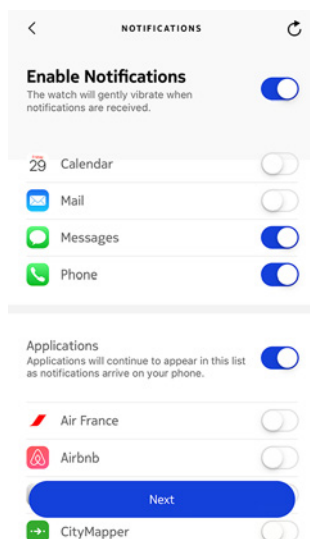 NOTIFICATIONS
Enable Notifications
The watch will gently vibrate when
notifications are received.
29
Calendar
Mail
Messages
Phone
Applications
Applications will continue to appear in this list
as notifications arrive on your phone.
Air France
Airbnb
Next
CityMapper